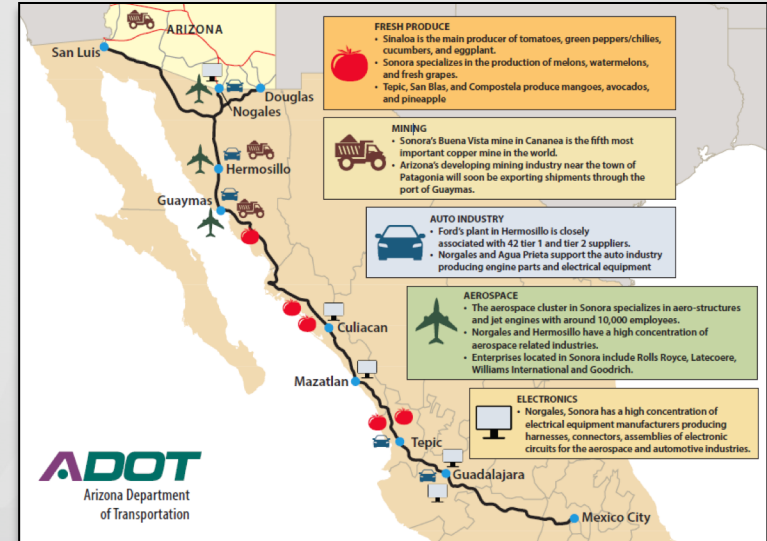 ARIZONA
San Luis
Douglas
Nogales
Hermosillo
Guaymas
Culiacan
Mazatlan
Tepic
Guadalajara
Mexico City
FRESH PRODUCE
• Sinaloa is the main producer of tomatoes, green peppers/chilies,
cucumbers, and eggplant.
• Sonora specializes in the production of melons, watermelons,
and fresh grapes.
• Tepic, San Blas, and Compostela produce mangoes, avocados,
and pineapple
MINING
• Sonora's Buena Vista mine in Cananea is the fifth most
important copper mine in the world.
• Arizona's developing mining industry near the town of
Patagonia will soon be exporting shipments through the
port of Guaymas.
AUTO INDUSTRY
• Ford's plant in Hermosillo is closely
associated with 42 tier 1 and tier 2 suppliers.
• Norgales and Agua Prieta support the auto industry
producing engine parts and electrical equipment
AEROSPACE
• The aerospace cluster in Sonora specializes in aero-structures
and jet engines with around 10,000 employees.
• Norgales and Hermosillo have a high concentration of
aerospace related industries.
• Enterprises located in Sonora include Rolls Royce, Latecoere,
Williams International and Goodrich.
ELECTRONICS
• Norgales, Sonora has a high concentration of
electrical equipment manufacturers producing
harnesses, connectors, assemblies of electronic
circuits for the aerospace and automotive industries.
ADOT
Arizona Department
of Transportation